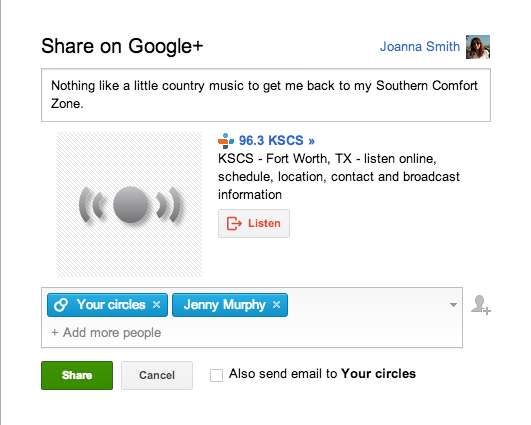 Share on Google+
Joanna Smith
Nothing like a little country music to get me back to my Southern Comfort
Zone.
96.3 KSCS »
KSCS - Fort Worth, TX - listen online,
schedule, location, contact and broadcast
information
Listen
Your circles ×
Jenny Murphy ×
+ Add more people
Share
Cancel
Also send email to Your circles